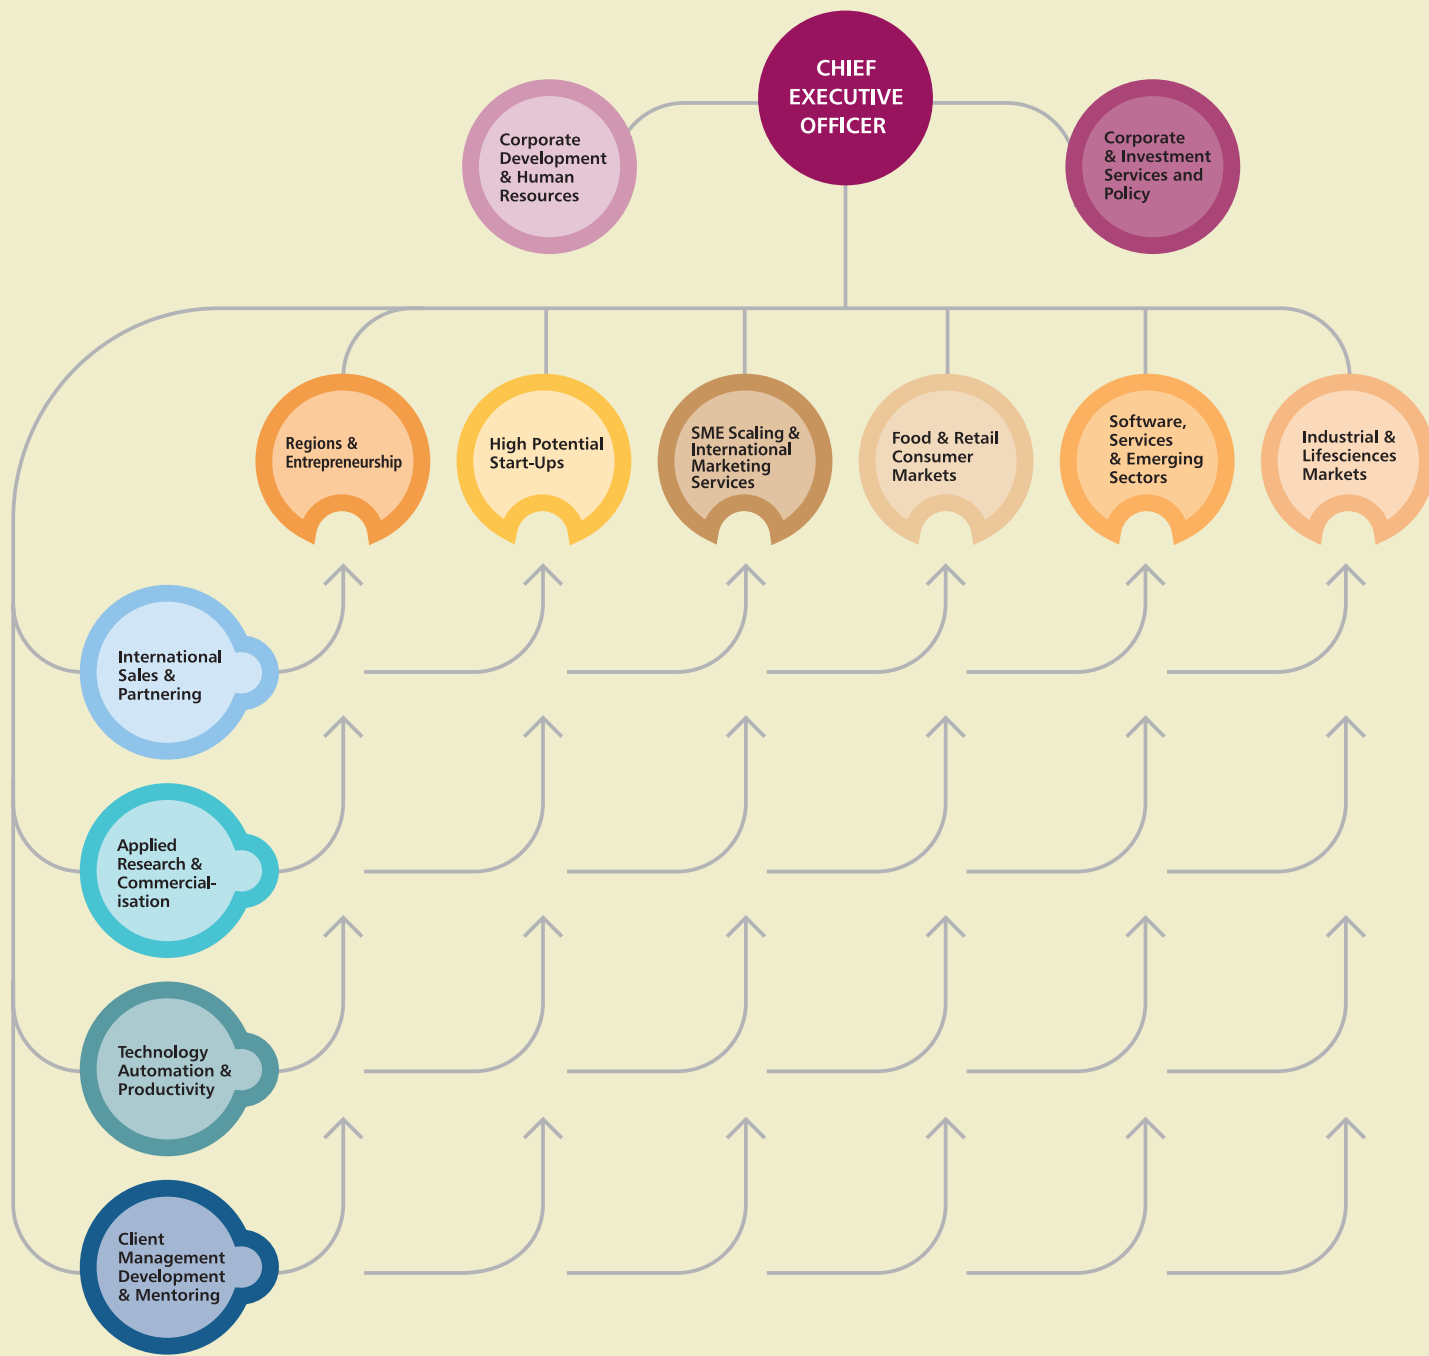 CHIEF
EXECUTIVE
OFFICER
Corporate
Development
& Human
Resources
Corporate
& Investment
Services and
Policy
Regions &
Entrepreneurship
High Potential
Start-Ups
SME Scaling &
International
Marketing
Services
Food & Retail
Consumer
Markets
Software,
Services
& Emerging
Sectors
Industrial &
Lifesciences
Markets
International
Sales &
Partnering
Applied
Research &
Commercial-
isation
Technology
Automation &
Productivity
Client
Management
Development
& Mentoring